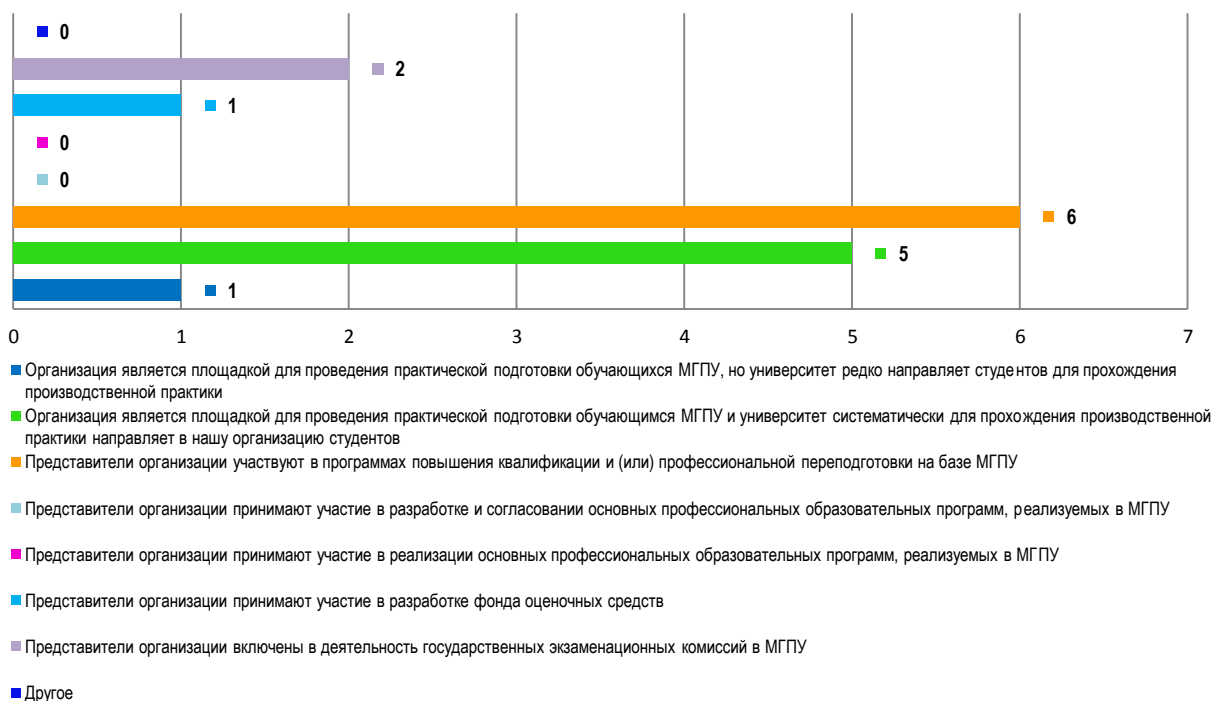 0
2
1
0
0
6
5
1
0 1 2 3 4 5 6 7
Организация является площадкой для проведения практической подготовки обучающихся МГПУ, но университет редко направляет студентов для прохождения
производственной практики
Организация является площадкой для проведения практической подготовки обучающимся МГПУ и университет систематически для прохождения производственной
практики направляет в нашу организацию студентов
Представители организации участвуют в программах повышения квалификации и (или) профессиональной переподготовки на базе МГПУ
Представители организации принимают участие в разработке и согласовании основных профессиональных образовательных программ, реализуемых в МГПУ
Представители организации принимают участие в реализации основных профессиональных образовательных программ, реализуемых в МГПУ
Представители организации принимают участие в разработке фонда оценочных средств
Представители организации включены в деятельность государственных экзаменационных комиссий в МГПУ
Другое